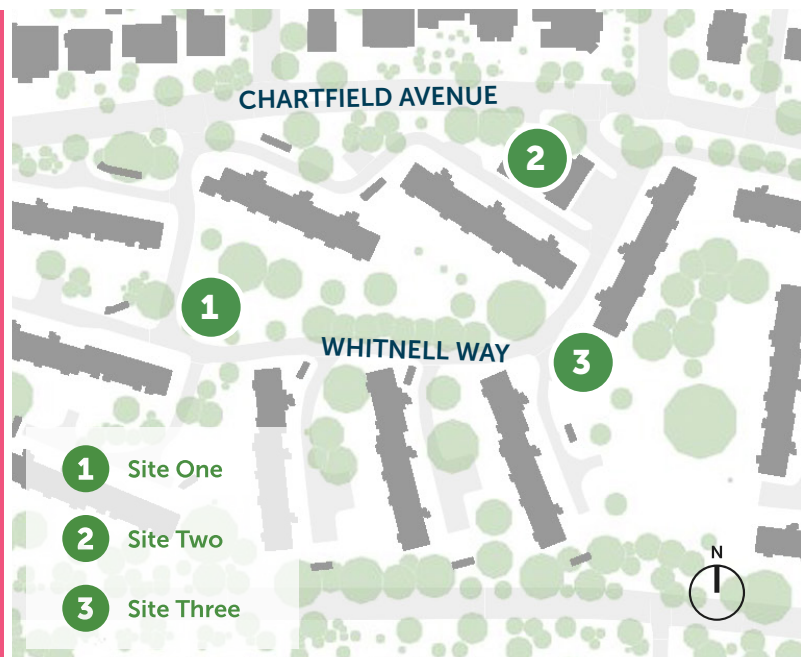 CHARTFIELD AVENUE
2
1
WHITNELL WAY
3
1 Site One
2 Site Two
3 Site Three
N